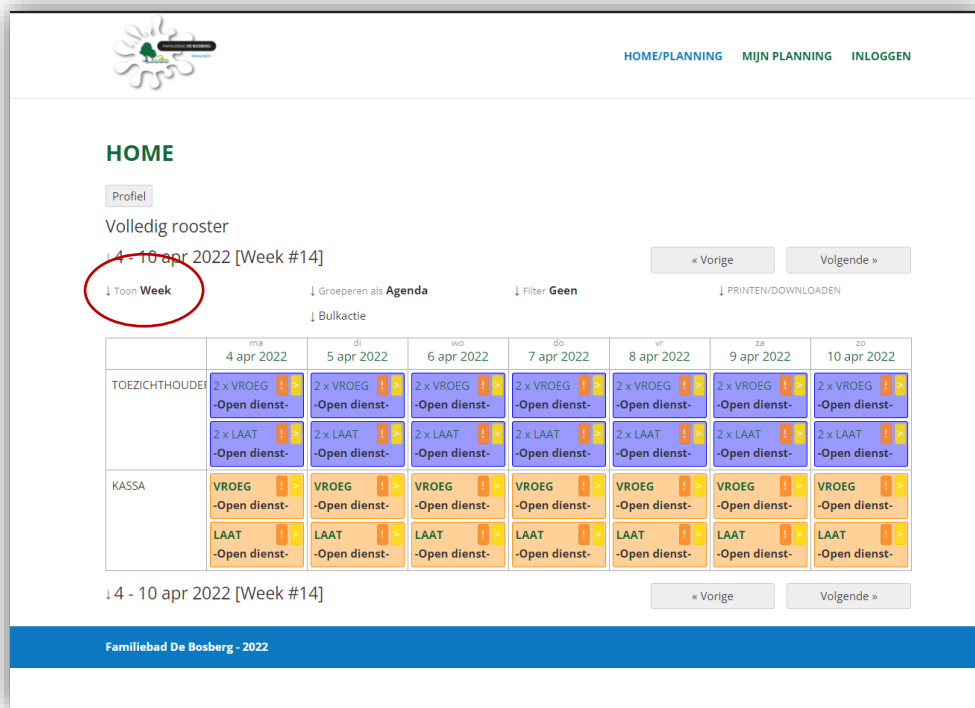 FAMILIEBAD DE BOSBERG
HOME/PLANNING MIJN PLANNING INLOGGEN
HOME
Profiel
Volledig rooster
↓ 4 - 10 apr 2022 [Week #14] « Vorige Volgende »
↓ Toon Week ↓ Groeperen als Agenda ↓ Filter Geen ↓ PRINTEN/DOWNLOADEN
↓ Bulkactie
ma di wo do vr za zo
4 apr 2022 5 apr 2022 6 apr 2022 7 apr 2022 8 apr 2022 9 apr 2022 10 apr 2022
TOEZICHTHOUDER 2 x VROEG ! > 2 x VROEG ! > 2 x VROEG ! > 2 x VROEG ! > 2 x VROEG ! > 2 x VROEG ! > 2 x VROEG ! >
-Open dienst- -Open dienst- -Open dienst- -Open dienst- -Open dienst- -Open dienst- -Open dienst-
2 x LAAT ! > 2 x LAAT ! > 2 x LAAT ! > 2 x LAAT ! > 2 x LAAT ! > 2 x LAAT ! > 2 x LAAT ! >
-Open dienst- -Open dienst- -Open dienst- -Open dienst- -Open dienst- -Open dienst- -Open dienst-
KASSA VROEG ! > VROEG ! > VROEG ! > VROEG ! > VROEG ! > VROEG ! > VROEG ! >
-Open dienst- -Open dienst- -Open dienst- -Open dienst- -Open dienst- -Open dienst- -Open dienst-
LAAT ! > LAAT ! > LAAT ! > LAAT ! > LAAT ! > LAAT ! > LAAT ! >
-Open dienst- -Open dienst- -Open dienst- -Open dienst- -Open dienst- -Open dienst- -Open dienst-
↓ 4 - 10 apr 2022 [Week #14] « Vorige Volgende »
Familiebad De Bosberg - 2022